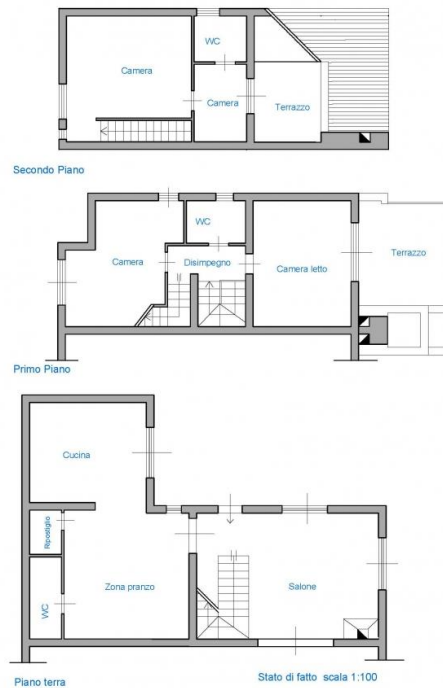 WC
Camera
Camera
Terrazzo
Secondo Piano
WC
Camera
Disimpegno
Camera letto
Terrazzo
Primo Piano
Cucina
Ripostiglio
WC
Zona pranzo
Salone
Piano terra
Stato di fatto scala 1:100